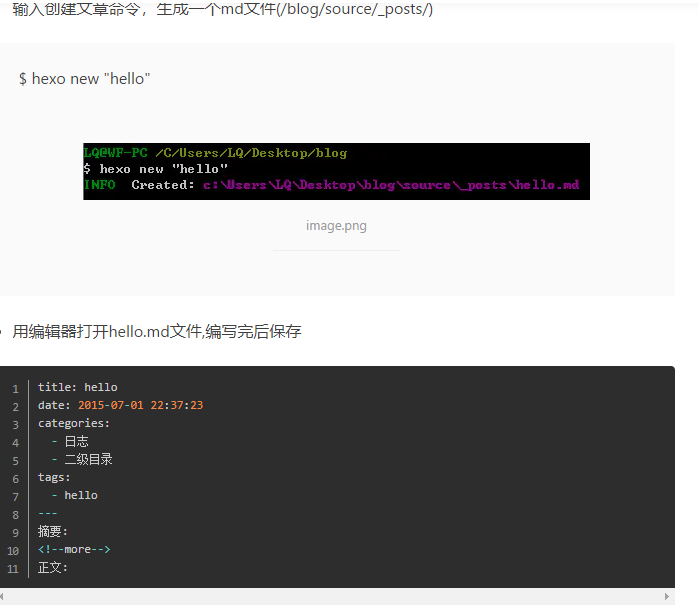 输入创建文章命令，生成一个md文件(/blog/source/_posts/)
$ hexo new "hello"
LQ@WF-PC /C/Users/LQ/Desktop/blog
$ hexo new "hello"
INFO  Created: c:\Users\LQ\Desktop\blog\source\_posts\hello.md
image.png
用编辑器打开hello.md文件,编写完后保存
1 title: hello
2 date: 2015-07-01 22:37:23
3 categories:
4   - 日志
5   - 二级目录
6 tags:
7   - hello
8 ---
9 摘要:
10 <!--more-->
11 正文: